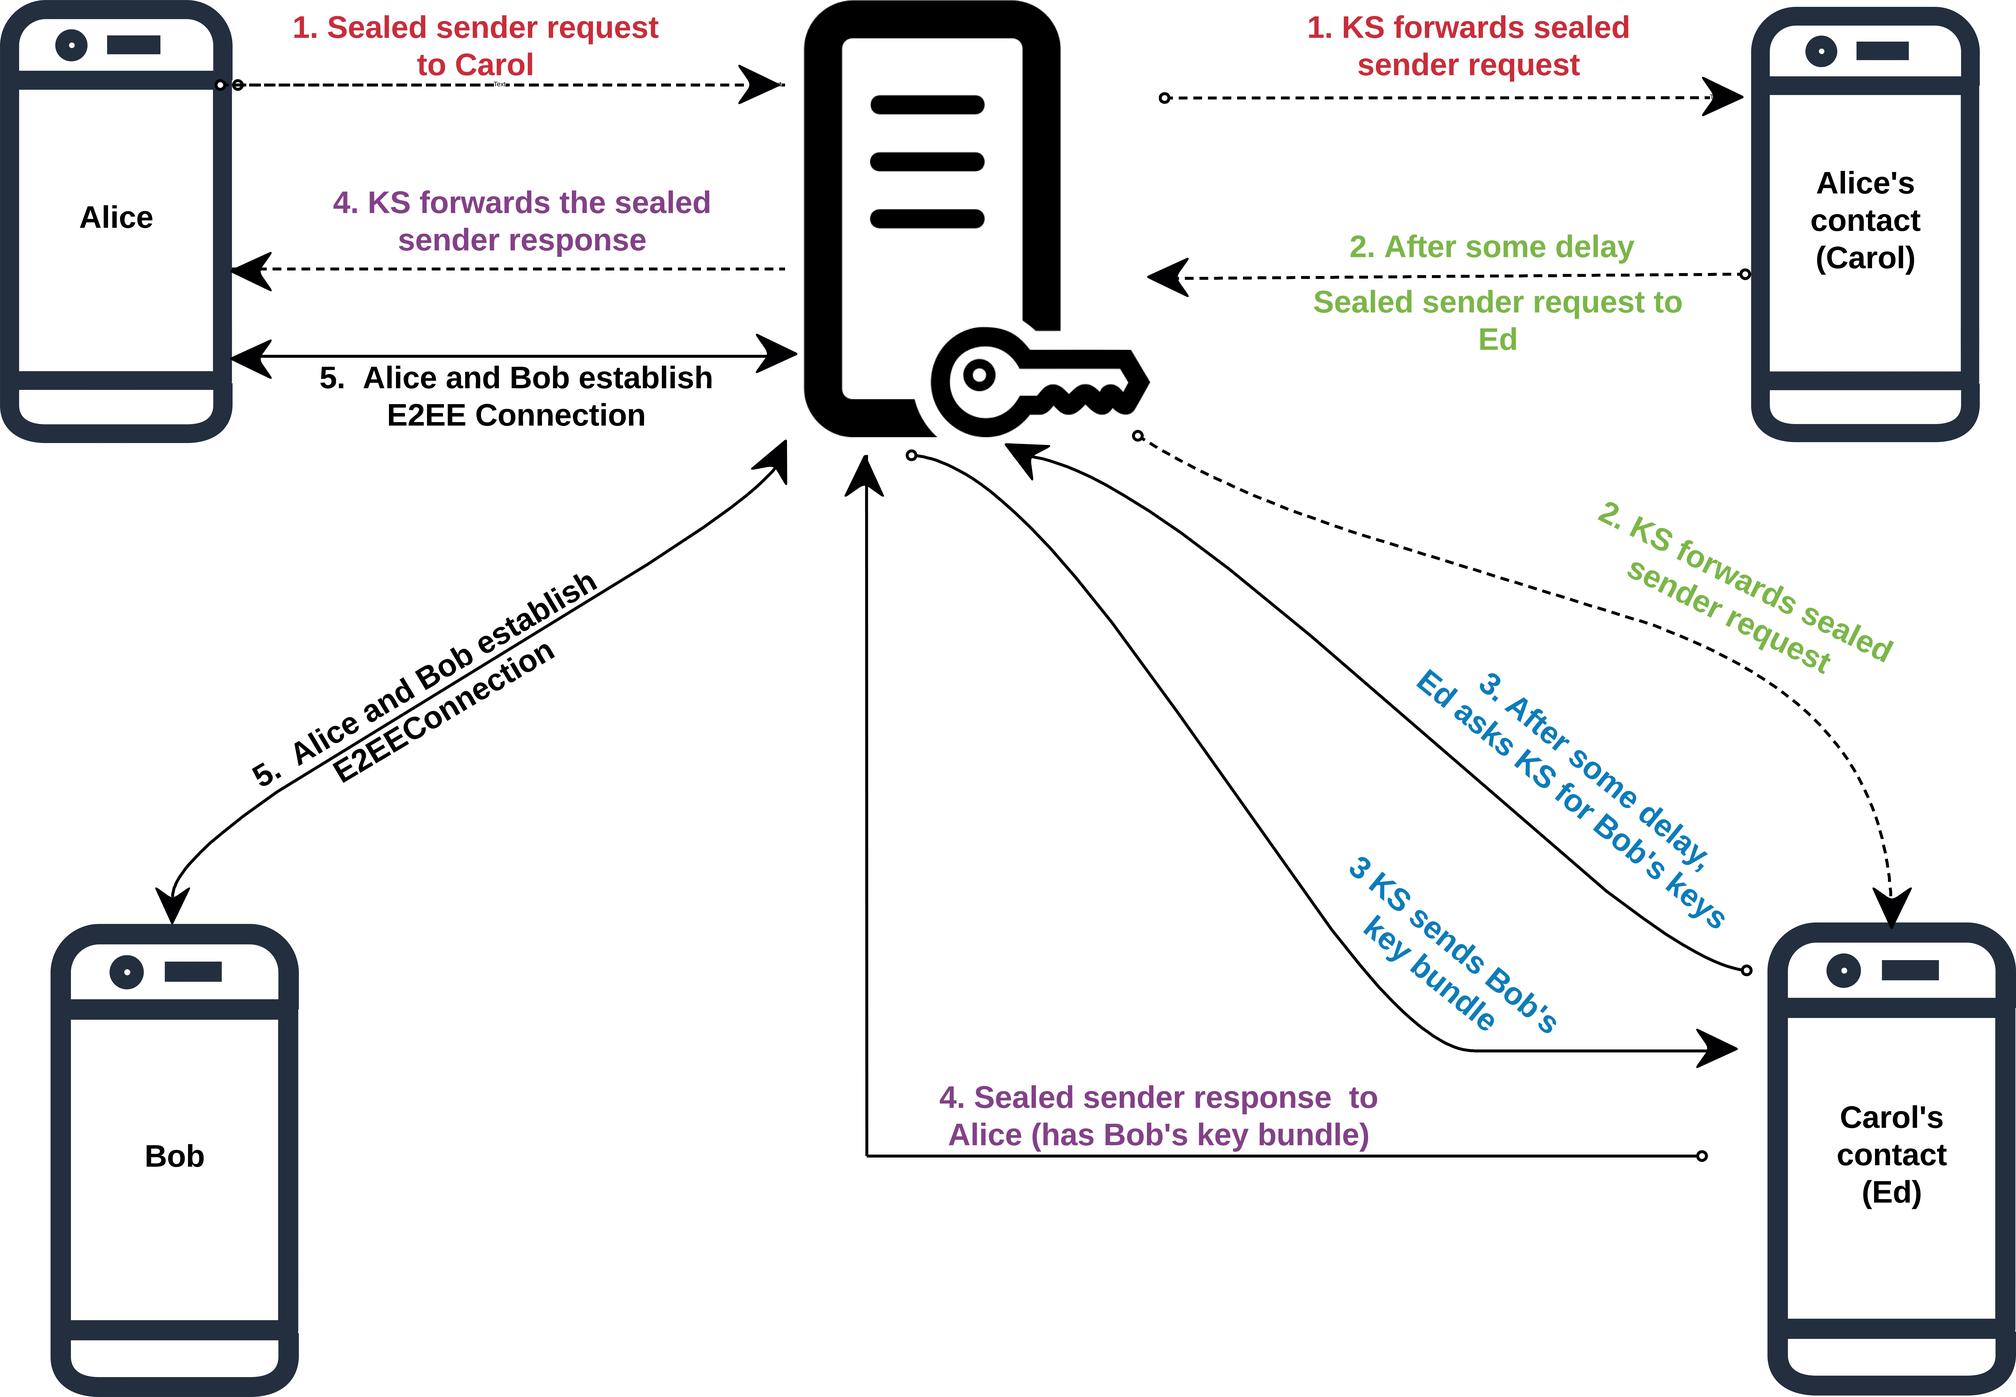 1. Sealed sender request
to Carol
Text
1. KS forwards sealed
sender request
Alice
4. KS forwards the sealed
sender response
Alice's
contact
(Carol)
2. After some delay
Sealed sender request to
Ed
5.  Alice and Bob establish
E2EE Connection
2. KS forwards sealed
sender request
5.  Alice and Bob establish
E2EEConnection
3. After some delay,
Ed asks KS for Bob's keys
3 KS sends Bob's
key bundle
4. Sealed sender response  to
Alice (has Bob's key bundle)
Bob
Carol's
contact
(Ed)